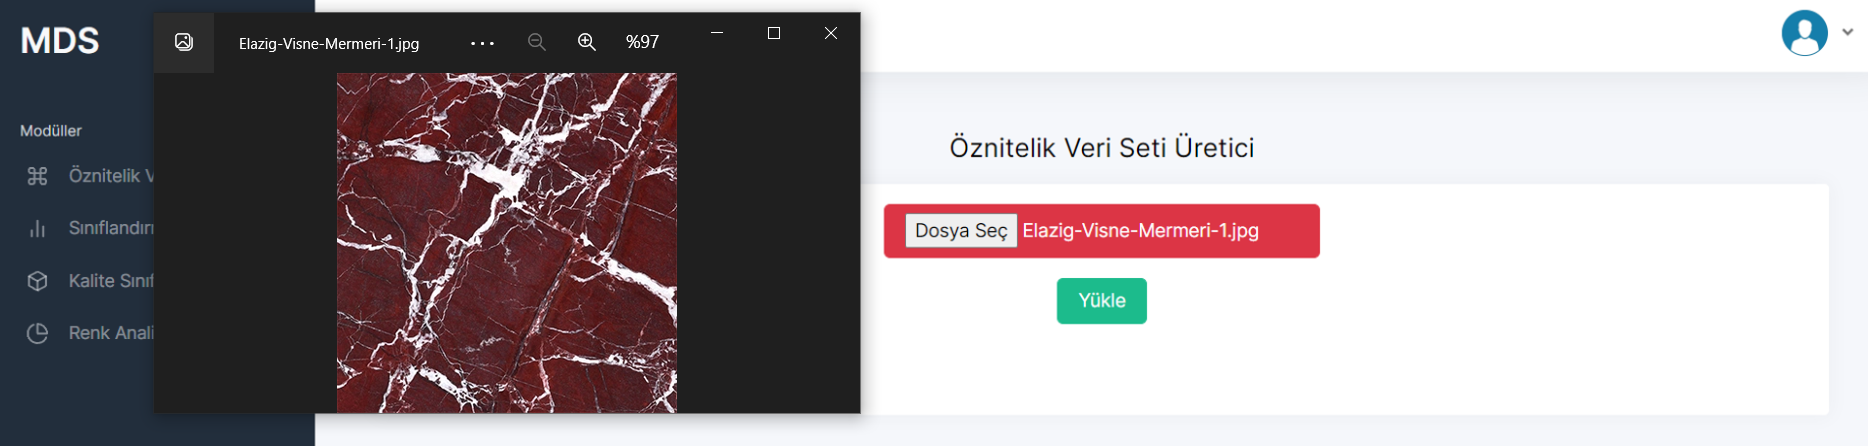 MDS
Elazig-Visne-Mermeri-1.jpg
%97
Modüller
Öznitelik V
Sınıflandırı
Kalite Sınıf
Renk Anali
Öznitelik Veri Seti Üretici
Dosya Seç Elazig-Visne-Mermeri-1.jpg
Yükle